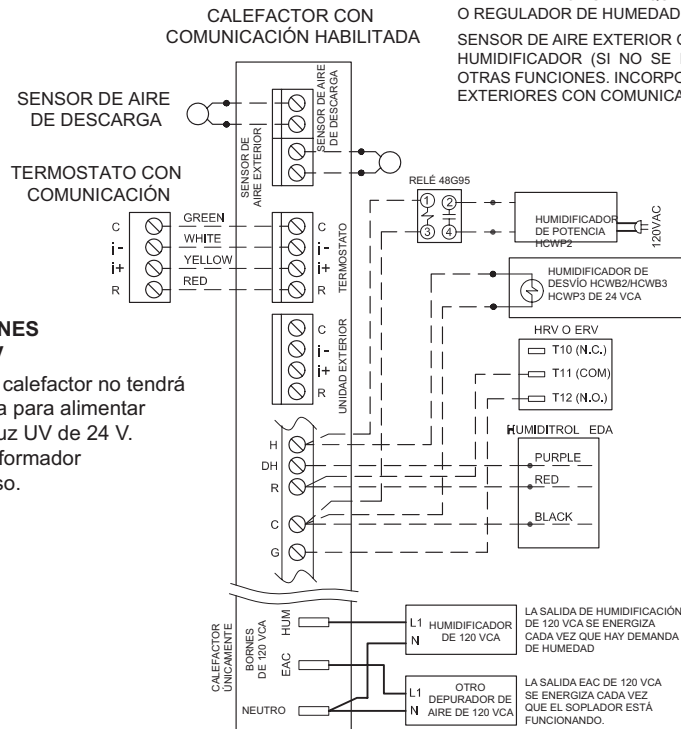 CALEFACTOR CON
COMUNICACIÓN HABILITADA
O REGULADOR DE HUMEDAD
SENSOR DE AIRE EXTERIOR
HUMIDIFICADOR (SI NO SE
OTRAS FUNCIONES.
EXTERIORES CON
SENSOR DE AIRE
DE DESCARGA
SENSOR DE AIRE
DE DESCARGA
SENSOR DE
AIRE EXTERIOR
TERMOSTATO CON
COMUNICACIÓN
C
i-
i+
R
GREEN
WHITE
YELLOW
RED
C
i-
i+
R
TERMOSTATO
C
i-
i+
R
UNIDAD EXTERIOR
RELÉ 48G95
1
2
3
4
HUMIDIFICADOR
DE POTENCIA
HCWP2
120VAC
HUMIDIFICADOR DE
DESVÍO HCWB2/HCWB3
HCWP3 DE 24 VCA
HRV O ERV
T10 (N.C.)
T11 (COM)
T12 (N.O.)
HUMIDITROL EDA
PURPLE
RED
BLACK
NES
calefactor no tendrá
a para alimentar
uz UV de 24 V.
formador
so.
H
DH
R
C
G
CALEFACTOR
ÚNICAMENTE
BORNES
DE 120 VCA
HUM
EAC
NEUTRO
L1
N
HUMIDIFICADOR
DE 120 VCA
LA SALIDA DE HUMIDIFICACIÓN
DE 120 VCA SE ENERGIZA
CADA VEZ QUE HAY DEMANDA
DE HUMEDAD
L1
N
OTRO
DEPURADOR DE
AIRE DE 120 VCA
LA SALIDA EAC DE 120 VCA
SE ENERGIZA CADA VEZ
QUE EL SOPLADOR ESTÁ
FUNCIONANDO.